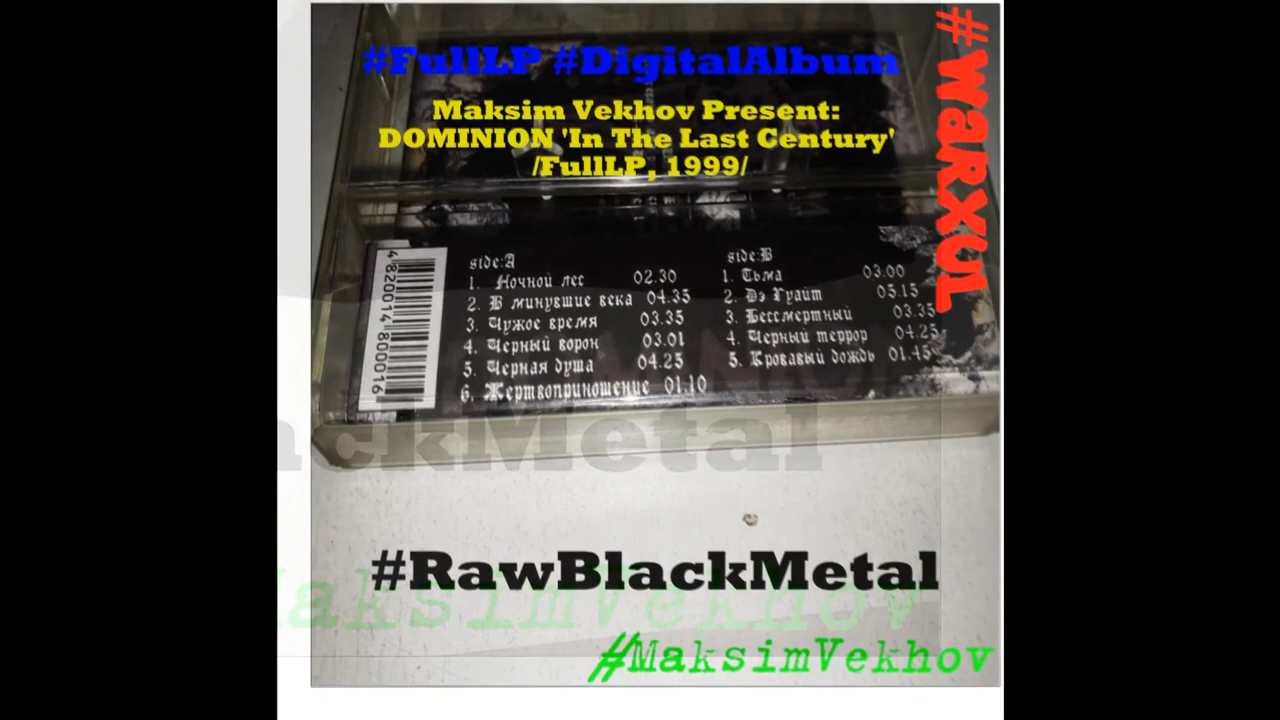 #FullLP #DigitalAlbum
Maksim Vekhov Present:
DOMINION 'In The Last Century'
/FullLP, 1999/
#WARXUL
4820014800016
side:A
1. Ночной лес 02.30
2. В минувшие века 04.35
3. Чужое время 03.35
4. Черный ворон 03.01
5. Черная душа 04.25
6. Жертвоприношение 01.10
side:B
1. Тьма 03.00
2. Дэ Грайт 05.15
3. Бессмертный 03.35
4. Черный террор 04.25
5. Кровавый дождь 01.45
ackMetal
#RawBlackMetal
MaksimVekhov
#MaksimVekhov